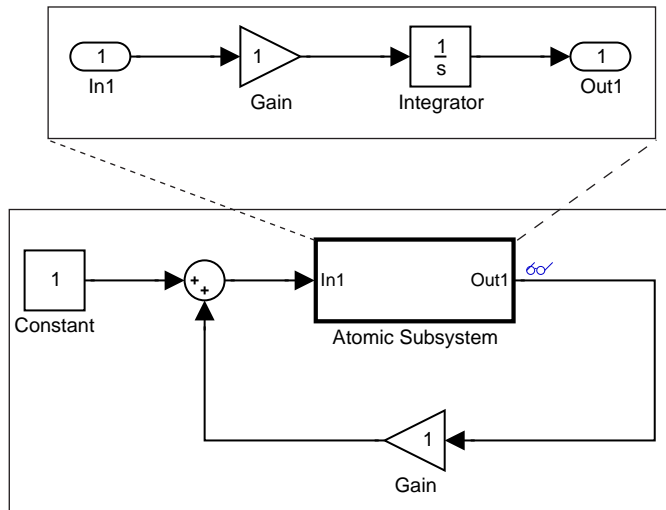 1
In1
1
Gain
1
s
Integrator
1
Out1
1
Constant
+
+
In1
Out1
Atomic Subsystem
1
Gain